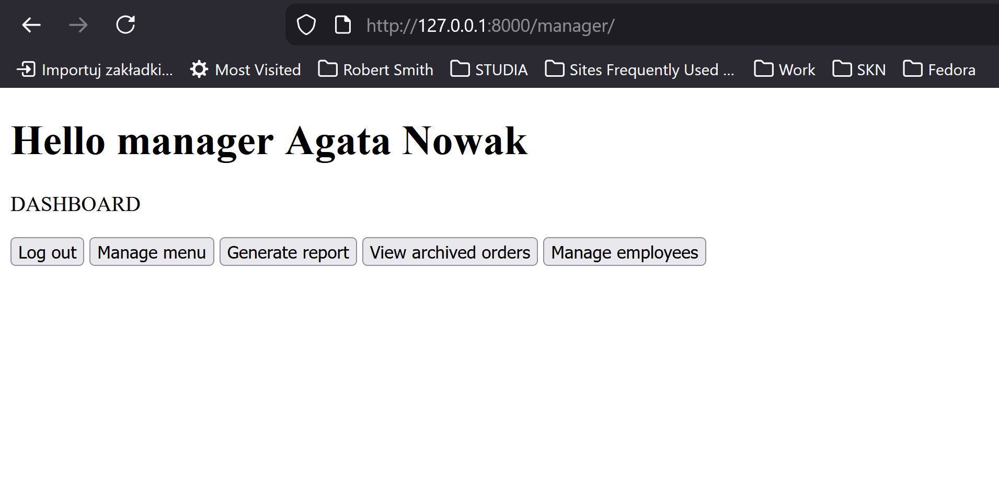 http://127.0.0.1:8000/manager/
Importuj zakładki... Most Visited Robert Smith STUDIA Sites Frequently Used ... Work SKN Fedora
Hello manager Agata Nowak
DASHBOARD
Log out Manage menu Generate report View archived orders Manage employees